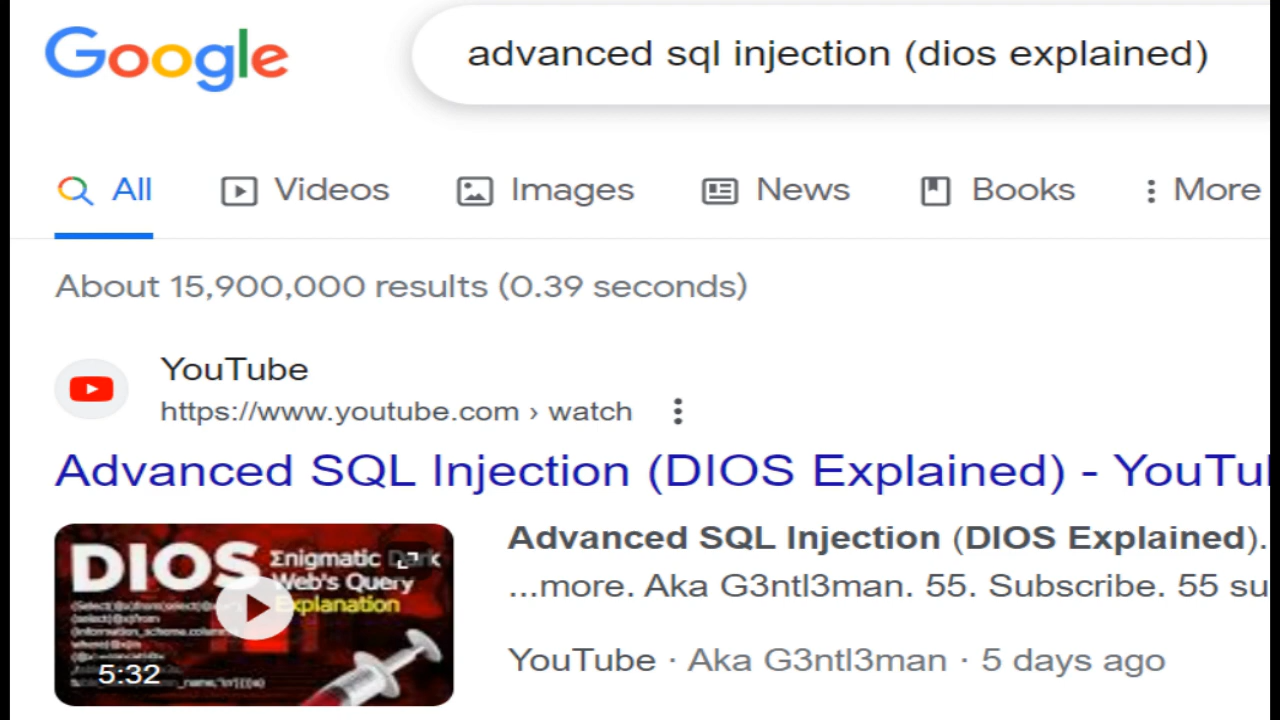 Google
advanced sql injection (dios explained)
All Videos Images News Books More
About 15,900,000 results (0.39 seconds)
YouTube
https://www.youtube.com › watch
Advanced SQL Injection (DIOS Explained) - YouTu
Advanced SQL Injection (DIOS Explained).
...more. Aka G3ntl3man. 55. Subscribe. 55 su
YouTube · Aka G3ntl3man · 5 days ago
DIOS Σnigmatic
Web's Query
Explanation
5:32